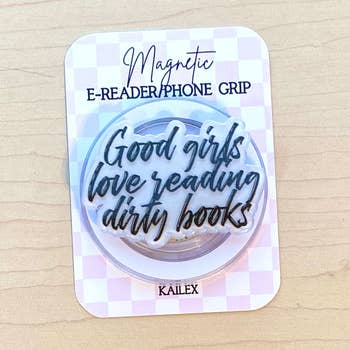 Magnetic
E-READER/PHONE GRIP
Good girls
love reading
dirty books
KAILEX